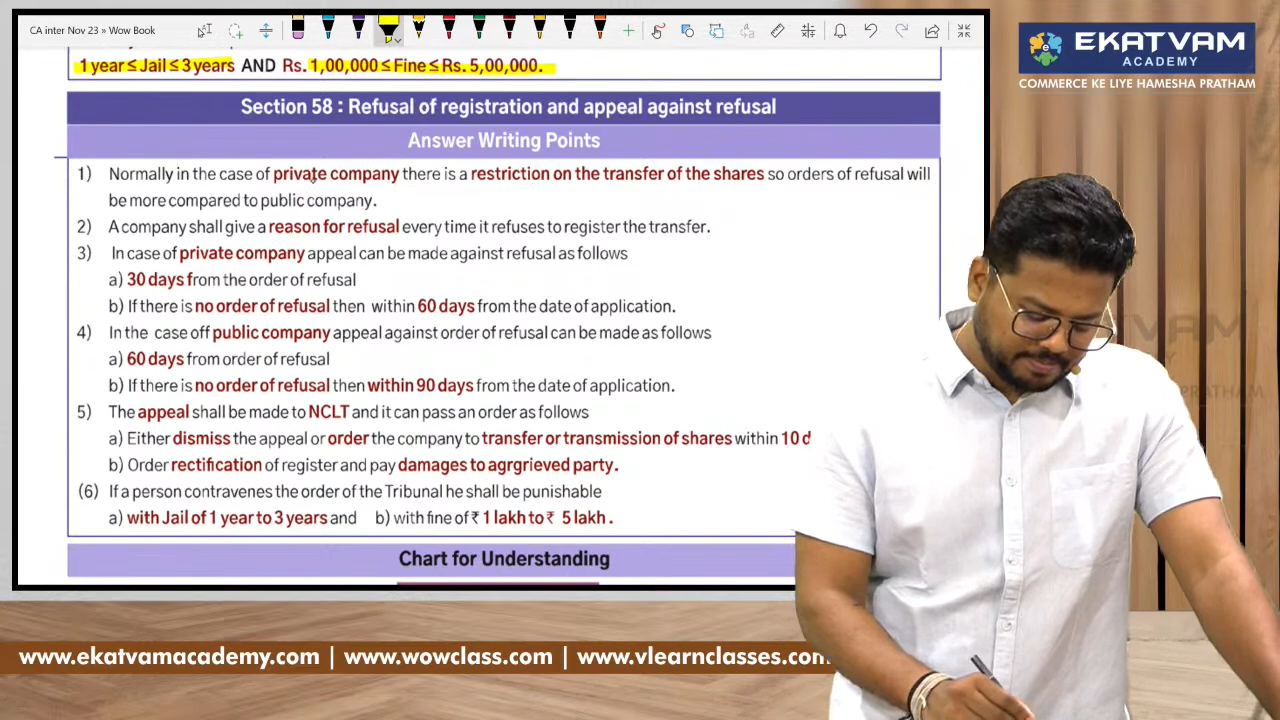 CA inter Nov 23 » Wow Book
1 year ≤ Jail ≤ 3 years AND Rs. 1,00,000 ≤ Fine ≤ Rs. 5,00,000.
Section 58 : Refusal of registration and appeal against refusal
Answer Writing Points
1) Normally in the case of private company there is a restriction on the transfer of the shares so orders of refusal will
be more compared to public company.
2) A company shall give a reason for refusal every time it refuses to register the transfer.
3) In case of private company appeal can be made against refusal as follows
a) 30 days from the order of refusal
b) If there is no order of refusal then within 60 days from the date of application.
4) In the case off public company appeal against order of refusal can be made as follows
a) 60 days from order of refusal
b) If there is no order of refusal then within 90 days from the date of application.
5) The appeal shall be made to NCLT and it can pass an order as follows
a) Either dismiss the appeal or order the company to transfer or transmission of shares within 10 d
b) Order rectification of register and pay damages to agrgrieved party.
(6) If a person contravenes the order of the Tribunal he shall be punishable
a) with Jail of 1 year to 3 years and b) with fine of ₹ 1 lakh to ₹ 5 lakh .
Chart for Understanding
EKATVAM
ACADEMY
COMMERCE KE LIYE HAMESHA PRATHAM
VAM
PRATHAM
www.ekatvamacademy.com | www.wowclass.com | www.vlearnclasses.com